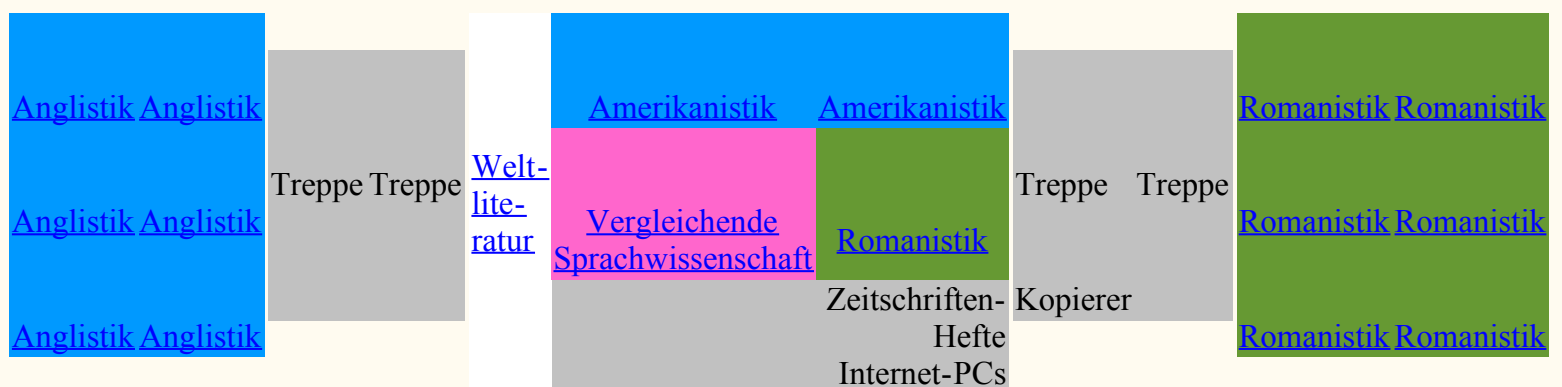 Anglistik Anglistik Amerikanistik Amerikanistik Romanistik Romanistik
Treppe Treppe Welt-
lite-
ratur Treppe Treppe
Anglistik Anglistik Vergleichende
Sprachwissenschaft Romanistik Romanistik Romanistik
Zeitschriften-
Hefte
Internet-PCs Kopierer
Anglistik Anglistik Romanistik Romanistik